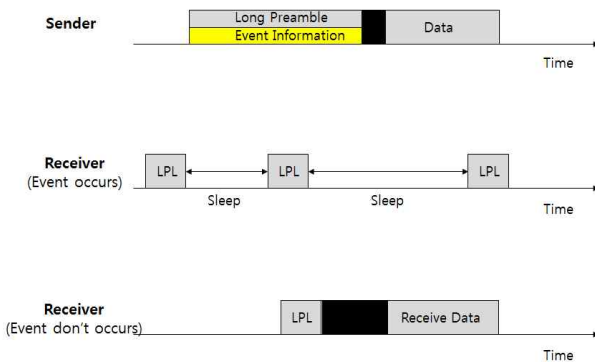 Sender
Long Preamble
Event Information
Data
Time
Receiver
(Event occurs)
LPL
LPL
LPL
Sleep
Sleep
Time
Receiver
(Event don't occurs)
LPL
Receive Data
Time